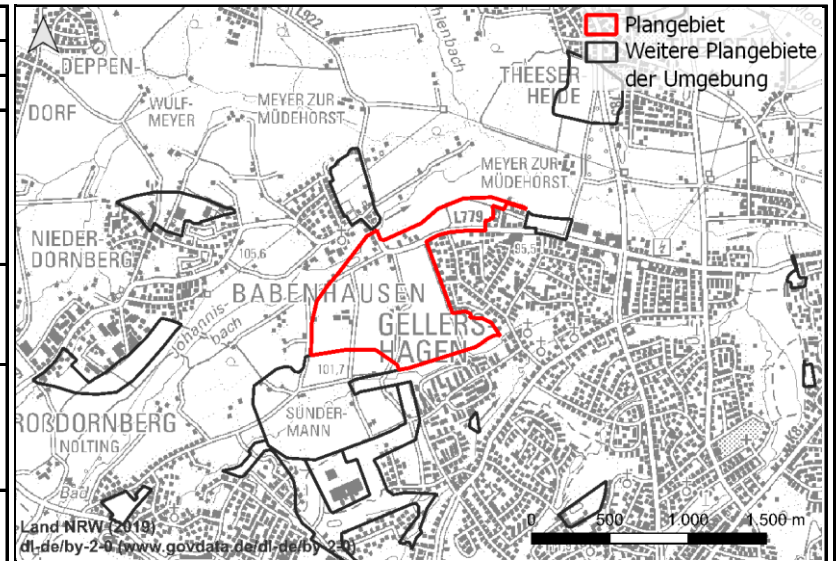 Plangebiet
Weitere Plangebiete
der Umgebung
L922
DEPPEN-
DORF
WULF-
MEYER
MEYER ZUR
MÜDEHORST
THEESER-
HEIDE
MEYER ZUR
MÜDEHORST
L779
NIEDER-
DORNBERG
105,6
95,5
BABENHAUSEN
GELLERS-
HAGEN
Johannis-
bach
101,7
SÜNDER-
MANN
ROßDORNBERG
NOLTING
Bad
Land NRW (2019)
dl-de/by-2-0 (www.govdata.de/dl-de/by-2-0)
0 500 1.000 1.500 m